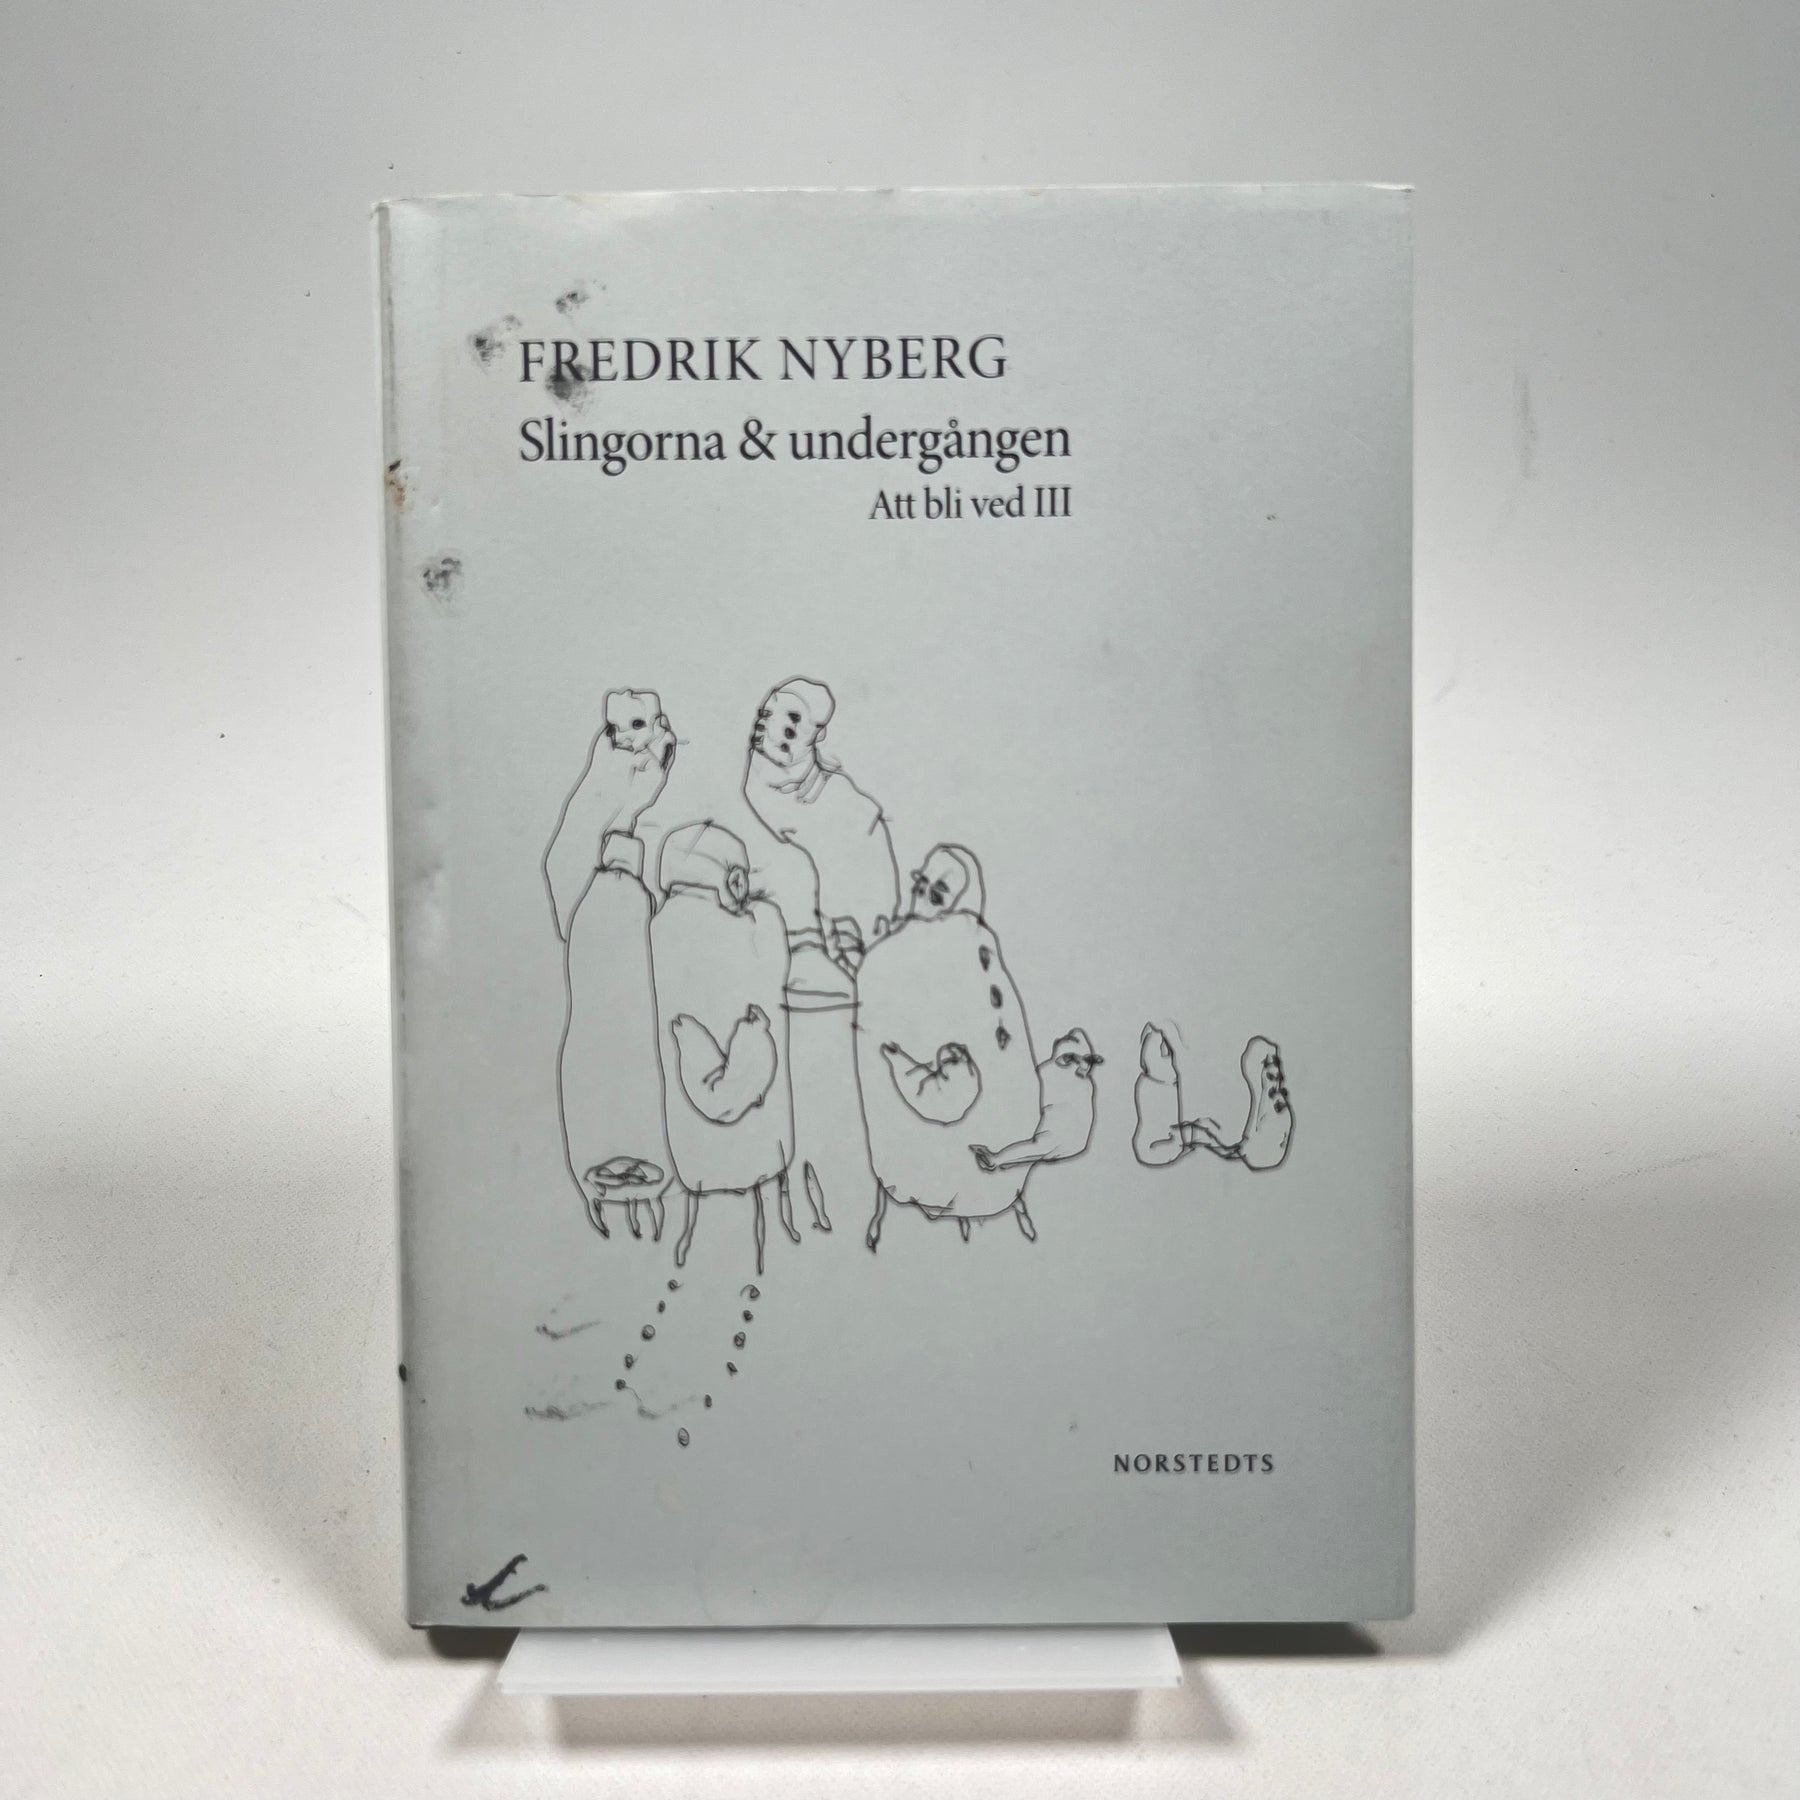 FREDRIK NYBERG
Slingorna & undergången
Att bli ved III
NORSTEDTS